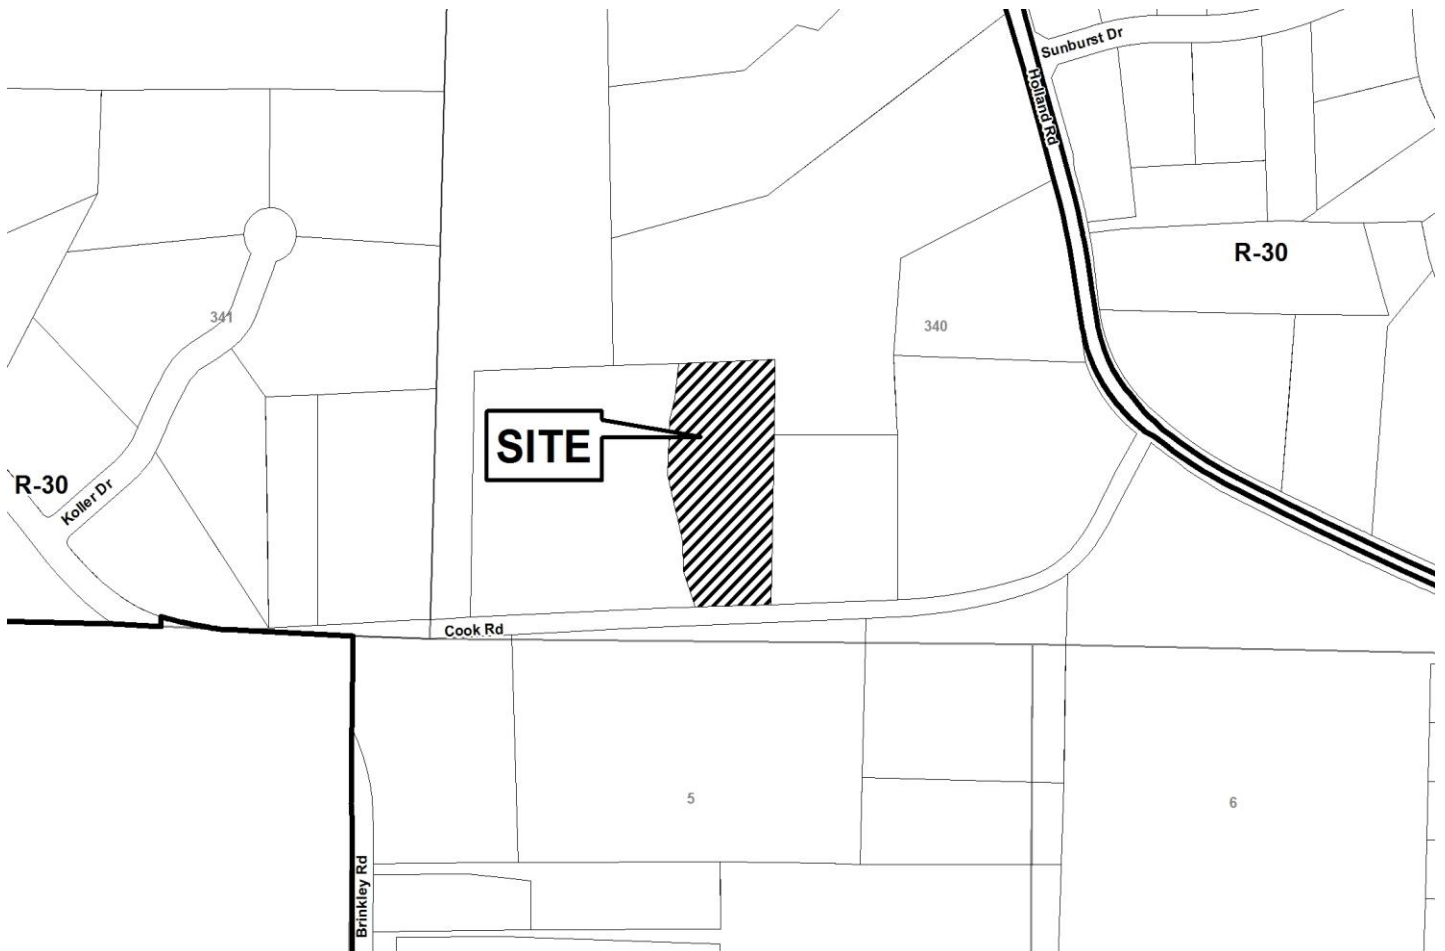 Sunburst Dr
Holland Rd
R-30
341
340
SITE
R-30
Koller Dr
Cook Rd
5
6
Brinkley Rd